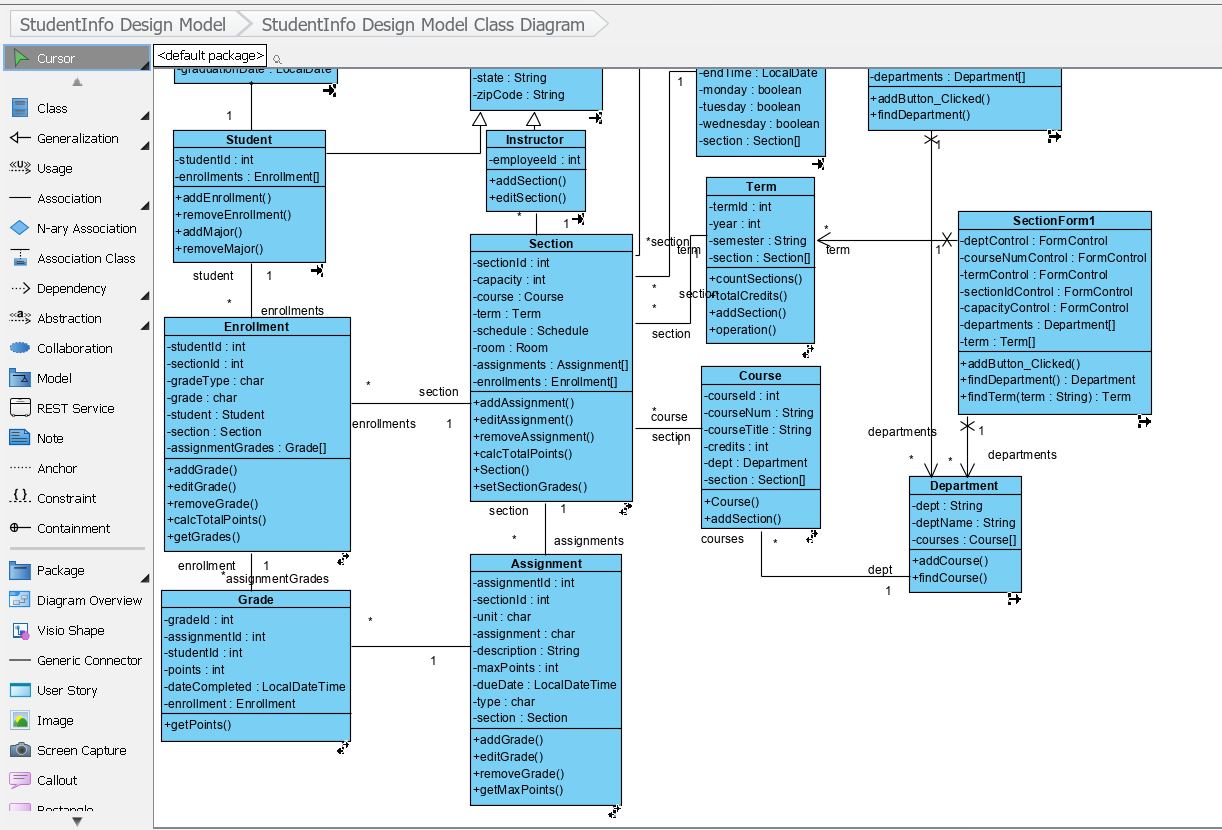 StudentInfo Design Model
StudentInfo Design Model Class Diagram
Cursor
<default package>
Class
Generalization
Usage
Association
N-ary Association
Association Class
Dependency
Abstraction
Collaboration
Model
REST Service
Note
Anchor
Constraint
Containment
Package
Diagram Overview
Visio Shape
Generic Connector
User Story
Image
Screen Capture
Callout
Rectangle
-graduationDate : LocalDate
1
Student
-studentId : int
-enrollments : Enrollment[]
+addEnrollment()
+removeEnrollment()
+addMajor()
+removeMajor()
student
1
*
enrollments
Enrollment
-studentId : int
-sectionId : int
-gradeType : char
-grade : char
-student : Student
-section : Section
-assignmentGrades : Grade[]
+addGrade()
+editGrade()
+removeGrade()
+calcTotalPoints()
+getGrades()
enrollment
1
*assignmentGrades
Grade
-gradeId : int
-assignmentId : int
-studentId : int
-points : int
-dateCompleted : LocalDateTime
-enrollment : Enrollment
+getPoints()
*
section
enrollments
1
*
1
-state : String
-zipCode : String
Instructor
-employeeId : int
+addSection()
+editSection()
*
1
Section
-sectionId : int
-capacity : int
-course : Course
-term : Term
-schedule : Schedule
-room : Room
-assignments : Assignment[]
-enrollments : Enrollment[]
+addAssignment()
+editAssignment()
+removeAssignment()
+calcTotalPoints()
+Section()
+setSectionGrades()
section
1
*
assignments
Assignment
-assignmentId : int
-sectionId : int
-unit : char
-assignment : char
-description : String
-maxPoints : int
-dueDate : LocalDateTime
-type : char
-section : Section
+addGrade()
+editGrade()
+removeGrade()
+getMaxPoints()
1
*section
term
1
*
section
*
section
*
course
section
1
-endTime : LocalDate
-monday : boolean
-tuesday : boolean
-wednesday : boolean
-section : Section[]
Term
-termId : int
-year : int
-semester : String
-section : Section[]
+countSections()
+totalCredits()
+addSection()
+operation()
*
term
1
Course
-courseId : int
-courseNum : String
-courseTitle : String
-credits : int
-dept : Department
-section : Section[]
+Course()
+addSection()
courses
*
dept
1
-departments : Department[]
+addButton_Clicked()
+findDepartment()
1
SectionForm1
-deptControl : FormControl
-courseNumControl : FormControl
-termControl : FormControl
-sectionIdControl : FormControl
-capacityControl : FormControl
-departments : Department[]
-term : Term[]
+addButton_Clicked()
+findDepartment() : Department
+findTerm(term : String) : Term
departments
1
*
*
departments
Department
-dept : String
-deptName : String
-courses : Course[]
+addCourse()
+findCourse()